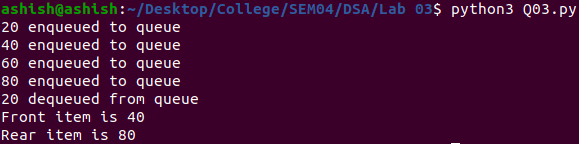 ashish@ashish:~/Desktop/College/SEM04/DSA/Lab 03$ python3 Q03.py
20 enqueued to queue
40 enqueued to queue
60 enqueued to queue
80 enqueued to queue
20 dequeued from queue
Front item is 40
Rear item is 80